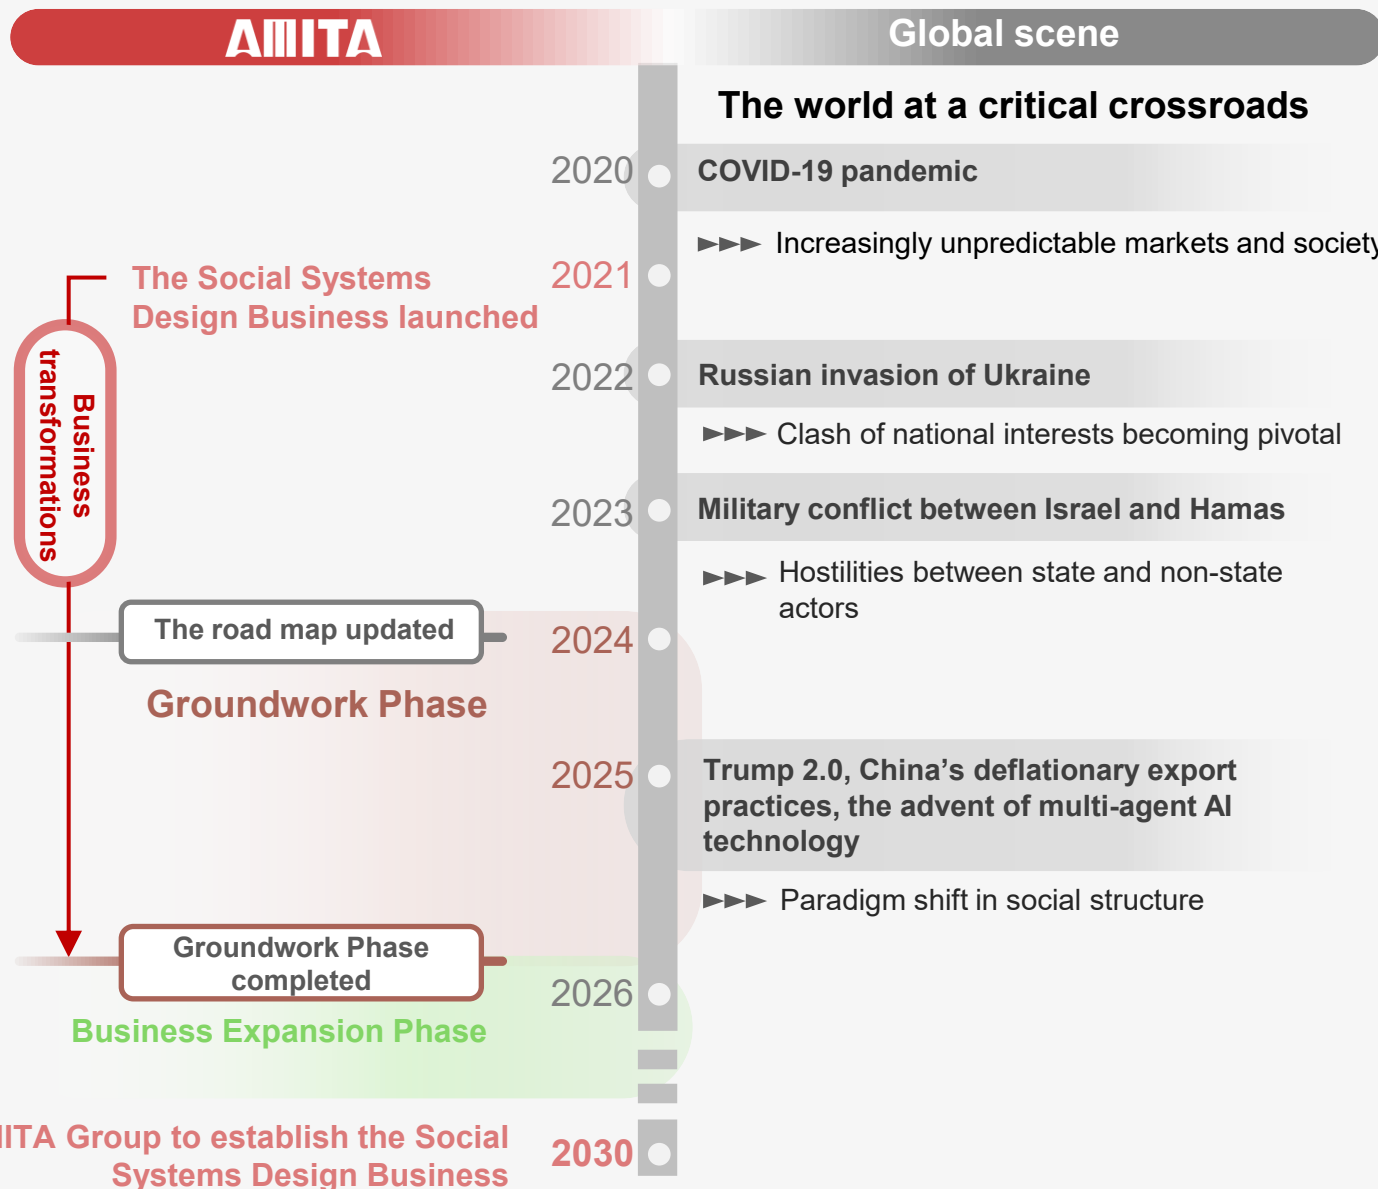 AMITA
Global scene
The world at a critical crossroads
2020
COVID-19 pandemic
►►► Increasingly unpredictable markets and society
The Social Systems
Design Business launched
2021
Business
transformations
2022
Russian invasion of Ukraine
►►► Clash of national interests becoming pivotal
2023
Military conflict between Israel and Hamas
►►► Hostilities between state and non-state
actors
The road map updated
2024
Groundwork Phase
2025
Trump 2.0, China’s deflationary export
practices, the advent of multi-agent AI
technology
►►► Paradigm shift in social structure
Groundwork Phase
completed
2026
Business Expansion Phase
Group to establish the Social
Systems Design Business
2030